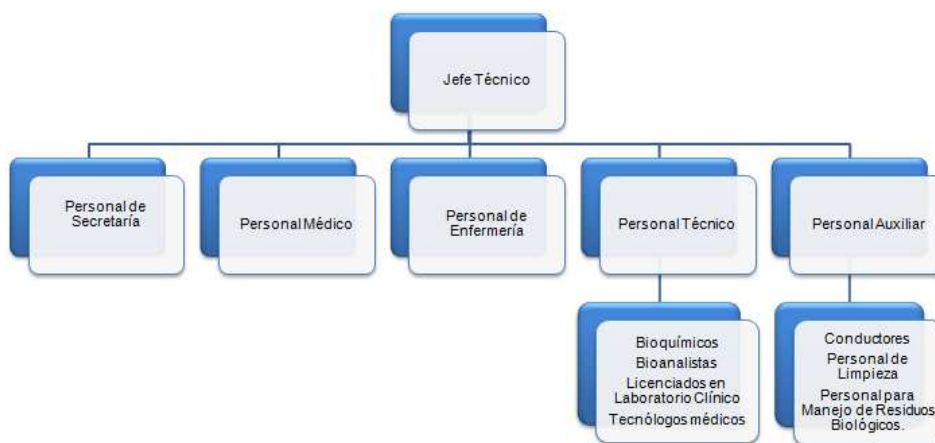 Jefe Técnico
Personal de
Secretaría
Personal Médico
Personal de
Enfermería
Personal Técnico
Personal Auxiliar
Bioquímicos
Bioanalistas
Licenciados en
Laboratorio Clínico
Tecnólogos médicos
Conductores
Personal de
Limpieza
Personal para
Manejo de Residuos
Biológicos.